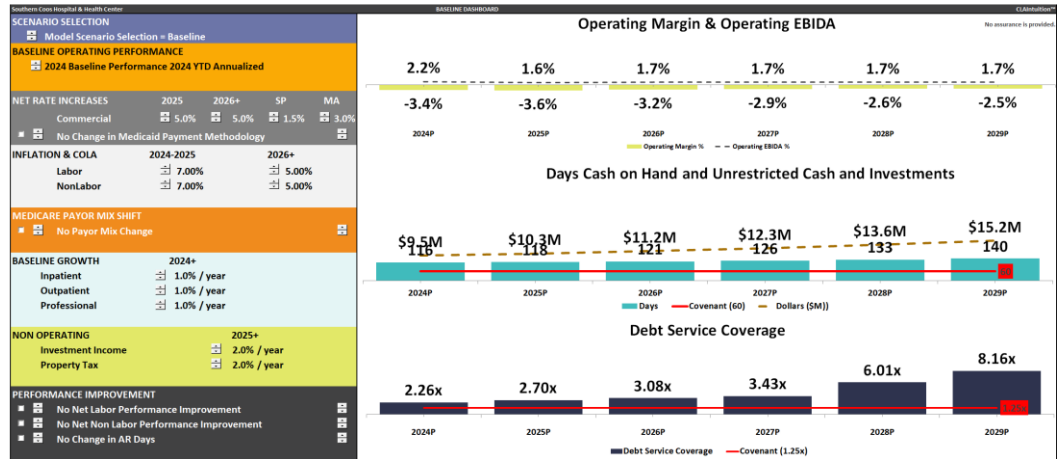 Southern Coos Hospital & Health Center
BASELINE DASHBOARD
CLAIntuition™
SCENARIO SELECTION
Model Scenario Selection = Baseline
BASELINE OPERATING PERFORMANCE
2024 Baseline Performance 2024 YTD Annualized
NET RATE INCREASES 2025 2026+ SP MA
Commercial 5.0% 5.0% 1.5% 3.0%
No Change in Medicaid Payment Methodology
INFLATION & COLA 2024-2025 2026+
Labor 7.00% 5.00%
NonLabor 7.00% 5.00%
MEDICARE PAYOR MIX SHIFT
No Payor Mix Change
BASELINE GROWTH 2024+
Inpatient 1.0% / year
Outpatient 1.0% / year
Professional 1.0% / year
NON OPERATING 2025+
Investment Income 2.0% / year
Property Tax 2.0% / year
PERFORMANCE IMPROVEMENT
No Net Labor Performance Improvement
No Net Non Labor Performance Improvement
No Change in AR Days
Operating Margin & Operating EBIDA
No assurance is provided.
2.2% 1.6% 1.7% 1.7% 1.7% 1.7%
-3.4% -3.6% -3.2% -2.9% -2.6% -2.5%
2024P 2025P 2026P 2027P 2028P 2029P
Operating Margin % Operating EBIDA %
Days Cash on Hand and Unrestricted Cash and Investments
$9.5M $10.3M $11.2M $12.3M $13.6M $15.2M
116 118 121 126 133 140
60
2024P 2025P 2026P 2027P 2028P 2029P
Days Covenant (60) Dollars ($M))
Debt Service Coverage
2.26x 2.70x 3.08x 3.43x 6.01x 8.16x
1.25x
2024P 2025P 2026P 2027P 2028P 2029P
Debt Service Coverage Covenant (1.25x)